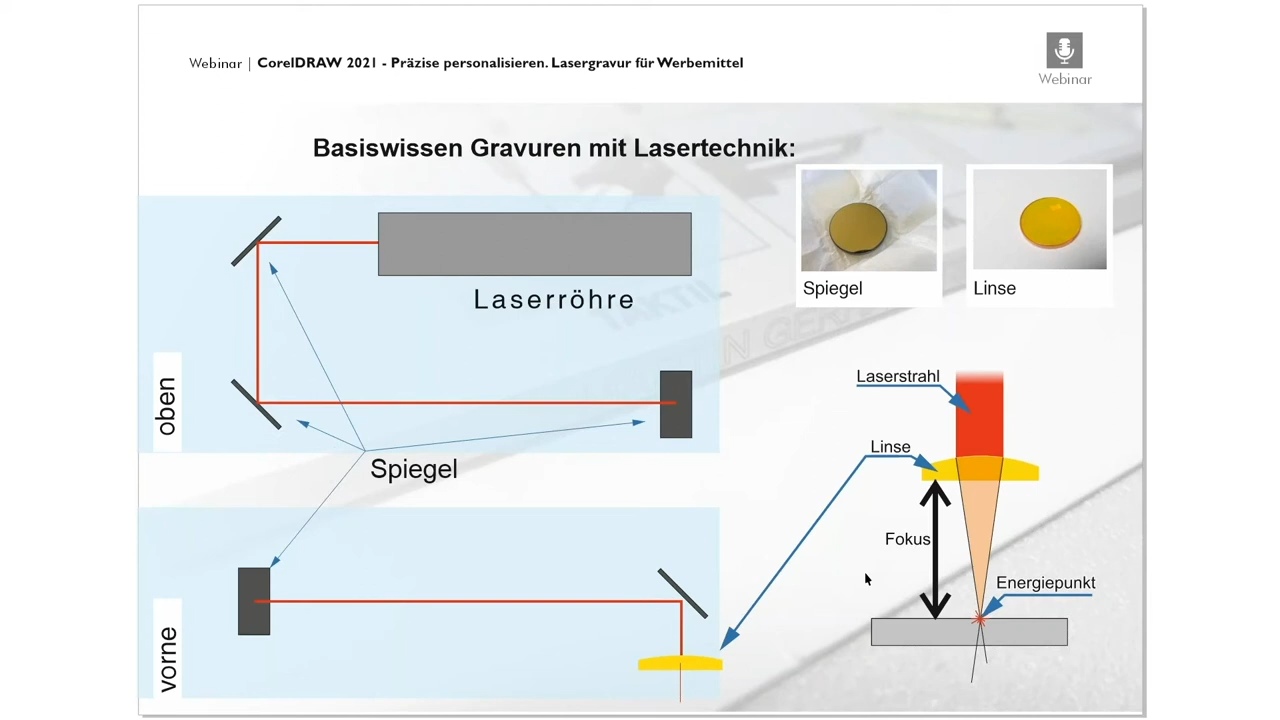 Webinar | CorelDRAW 2021 - Präzise personalisieren. Lasergravur für Werbemittel
Webinar
Basiswissen Gravuren mit Lasertechnik:
Spiegel
Linse
Laserröhre
oben
Spiegel
vorne
Laserstrahl
Linse
Fokus
Energiepunkt
TAKTIL